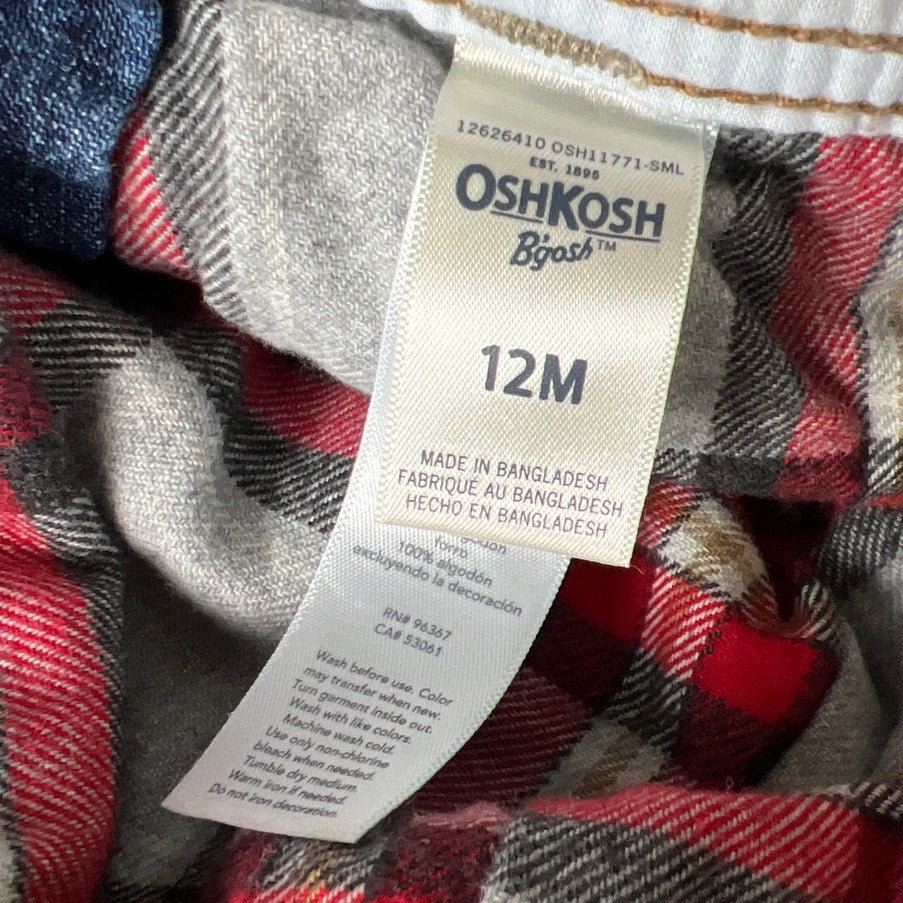 12626410 OSH11771-SML
EST. 1895
OSHKOSH
B'gosh™
12M
MADE IN BANGLADESH
FABRIQUÉ AU BANGLADESH
HECHO EN BANGLADESH
forro
100% algodón
excluyendo la decoración
RN# 96367
CA# 53061
Wash before use. Color
may transfer when new.
Turn garment inside out.
Wash with like colors.
Machine wash cold.
Use only non-chlorine
bleach when needed.
Tumble dry medium.
Warm iron if needed.
Do not iron decoration.